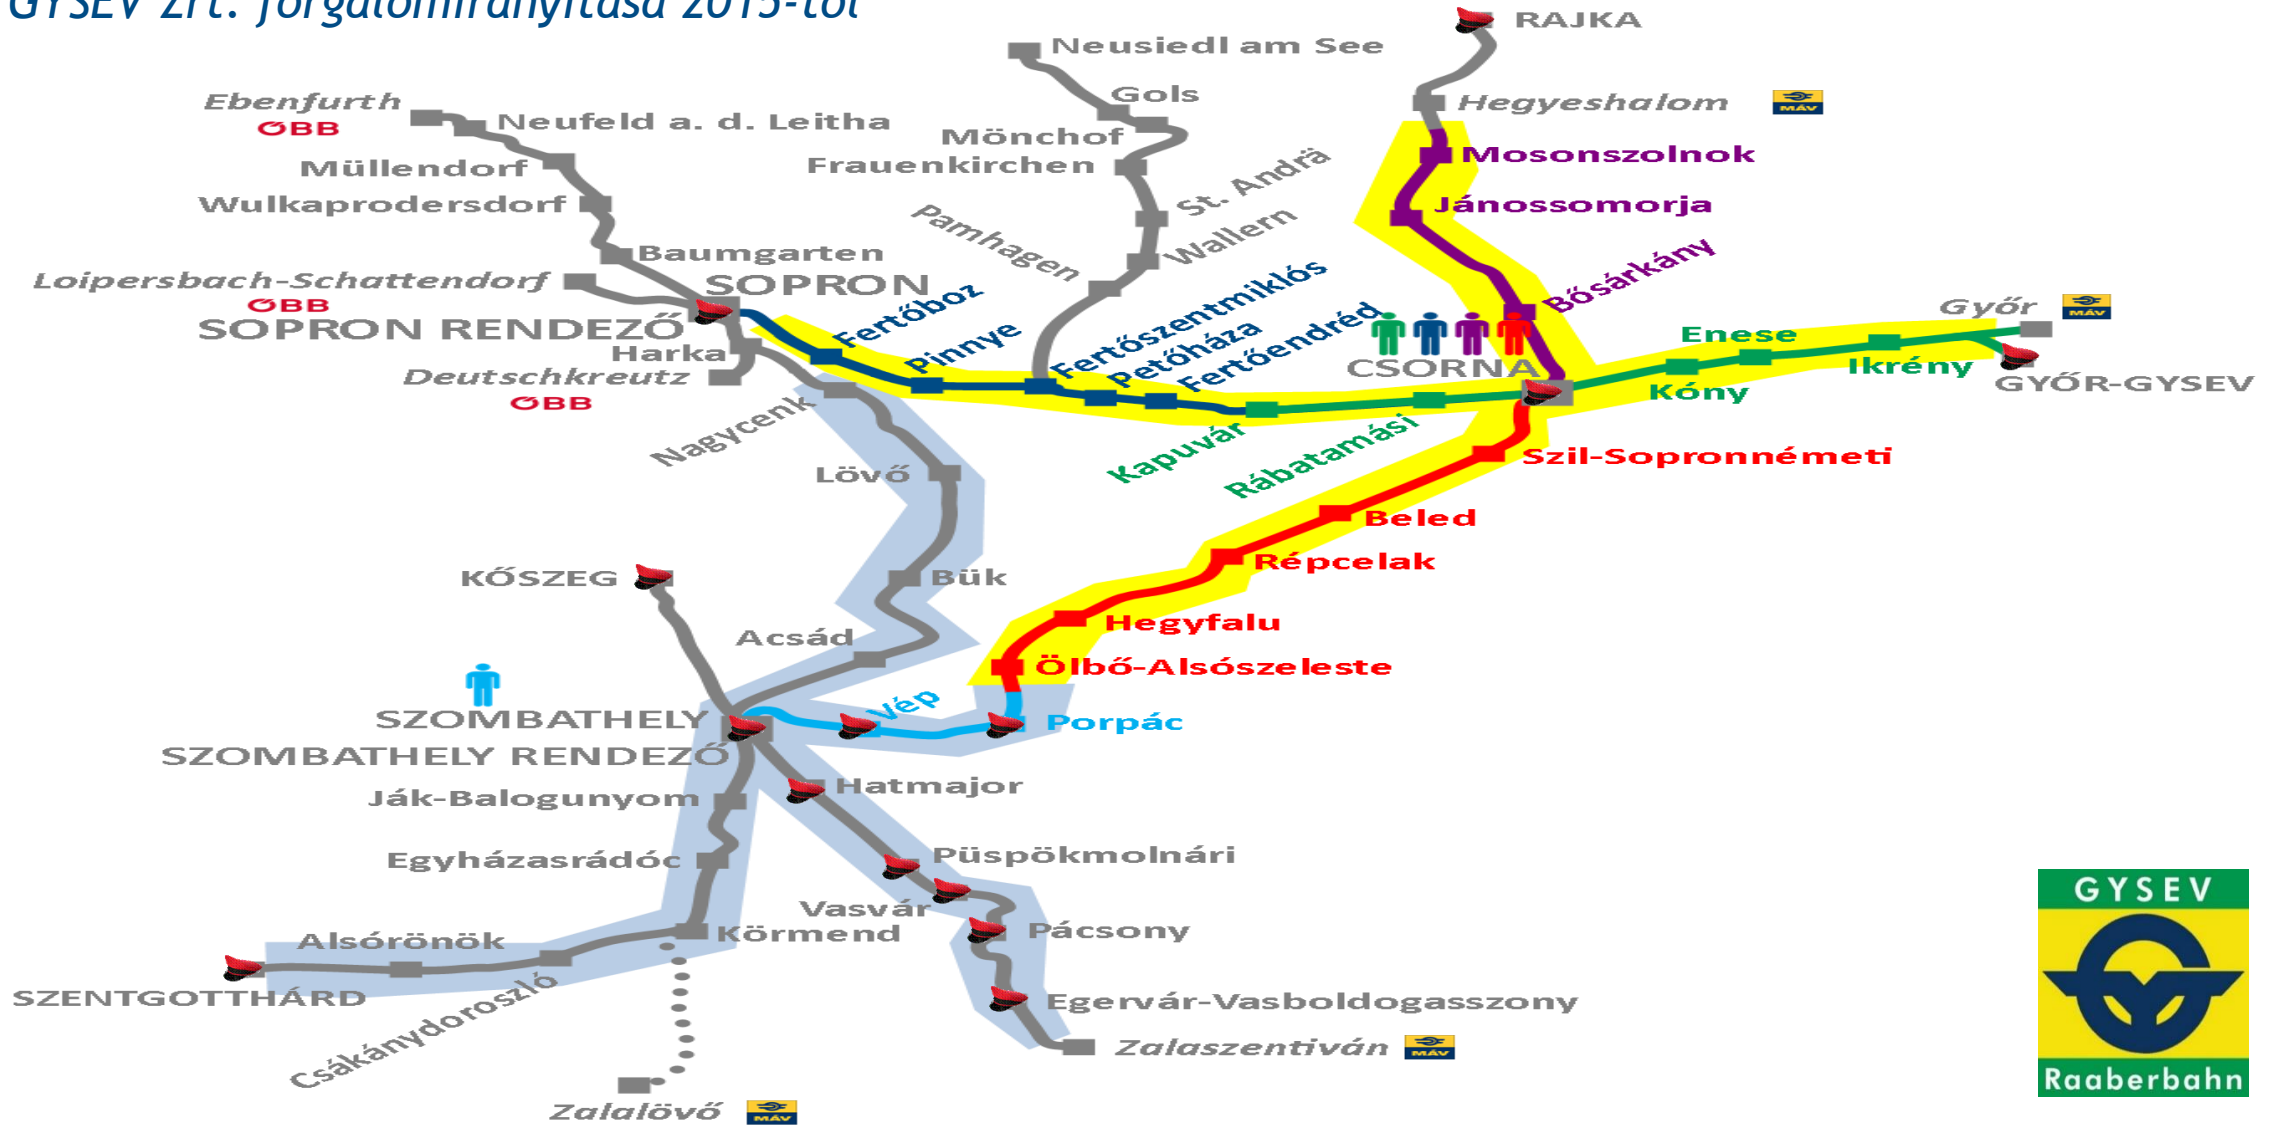 GYSEV Zrt. forgalomirányítása 2015-től
RAJKA
Neusiedl am See
Hegyeshalom
MÁV
Ebenfurth
ÖBB
Neufeld a. d. Leitha
Gols
Mönchof
Müllendorf
Frauenkirchen
Mosonszolnok
Wulkaprodersdorf
St. Andrä
Jánossomorja
Pamhagen
Wallern
Baumgarten
Bősárkány
Loipersbach-Schattendorf
ÖBB
SOPRON
SOPRON RENDEZŐ
Fertőboz
Pinnye
Fertőszentmiklós
Petőháza
Fertőendréd
CSORNA
Enese
Győr
MÁV
Harka
Deutschkreutz
ÖBB
Ikrény
Kóny
GYŐR-GYSEV
Nagycenk
Kapuvár
Rábatamási
Szil-Sopronnémeti
Lövő
Beled
Répcelak
KŐSZEG
Bük
Hegyfalu
Acsád
Ölbő-Alsószeleste
SZOMBATHELY
Vép
Porpác
SZOMBATHELY RENDEZŐ
Hatmajor
Ják-Balogunyom
Egyházasrádóc
Püspökmolnári
Vasvár
Körmend
Pácsony
Alsórönök
SZENTGOTTHÁRD
Csákánydoroszló
Egervár-Vasboldogasszony
Zalaszentiván
MÁV
Zalalövő
MÁV
GYSEV
Raaberbahn